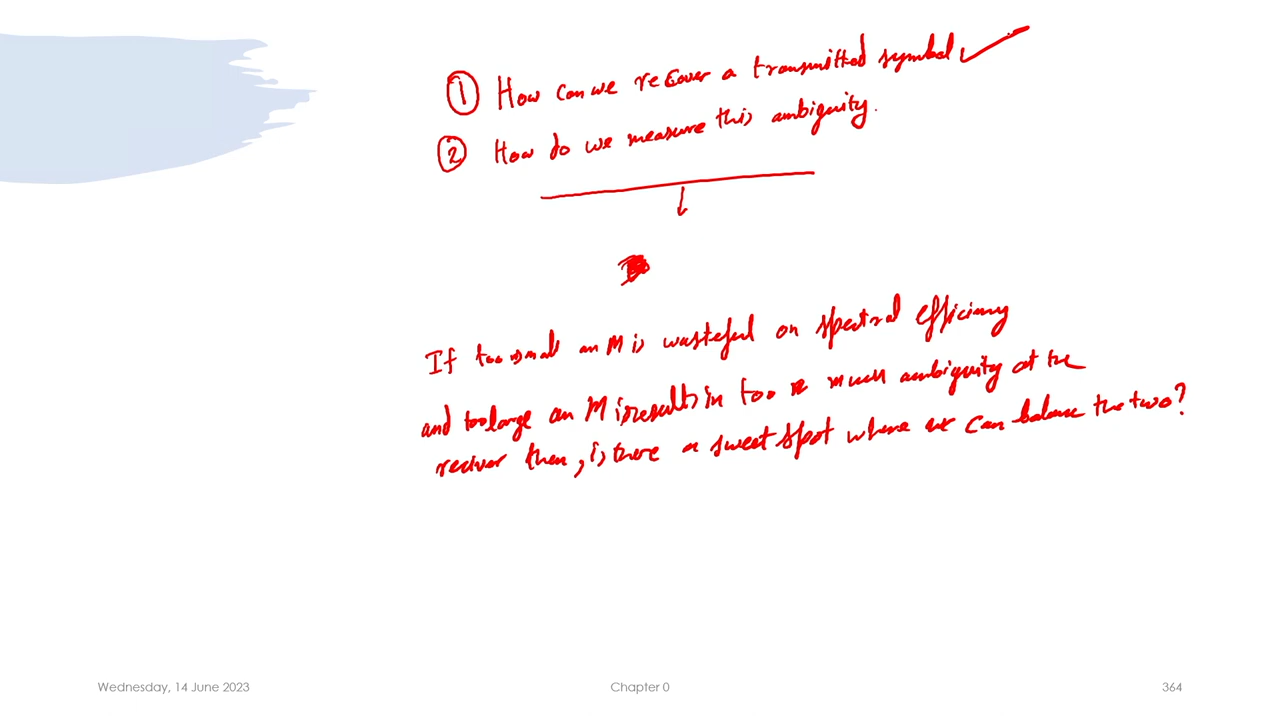 ① How can we recover a transmitted symbol ✓
② How do we measure this ambiguity.
If too small an M is wasteful on spectral efficiency
and too large an M results in too much ambiguity at the
reciver then, is there a sweet spot where we can balance the two?
Wednesday, 14 June 2023
Chapter 0
364